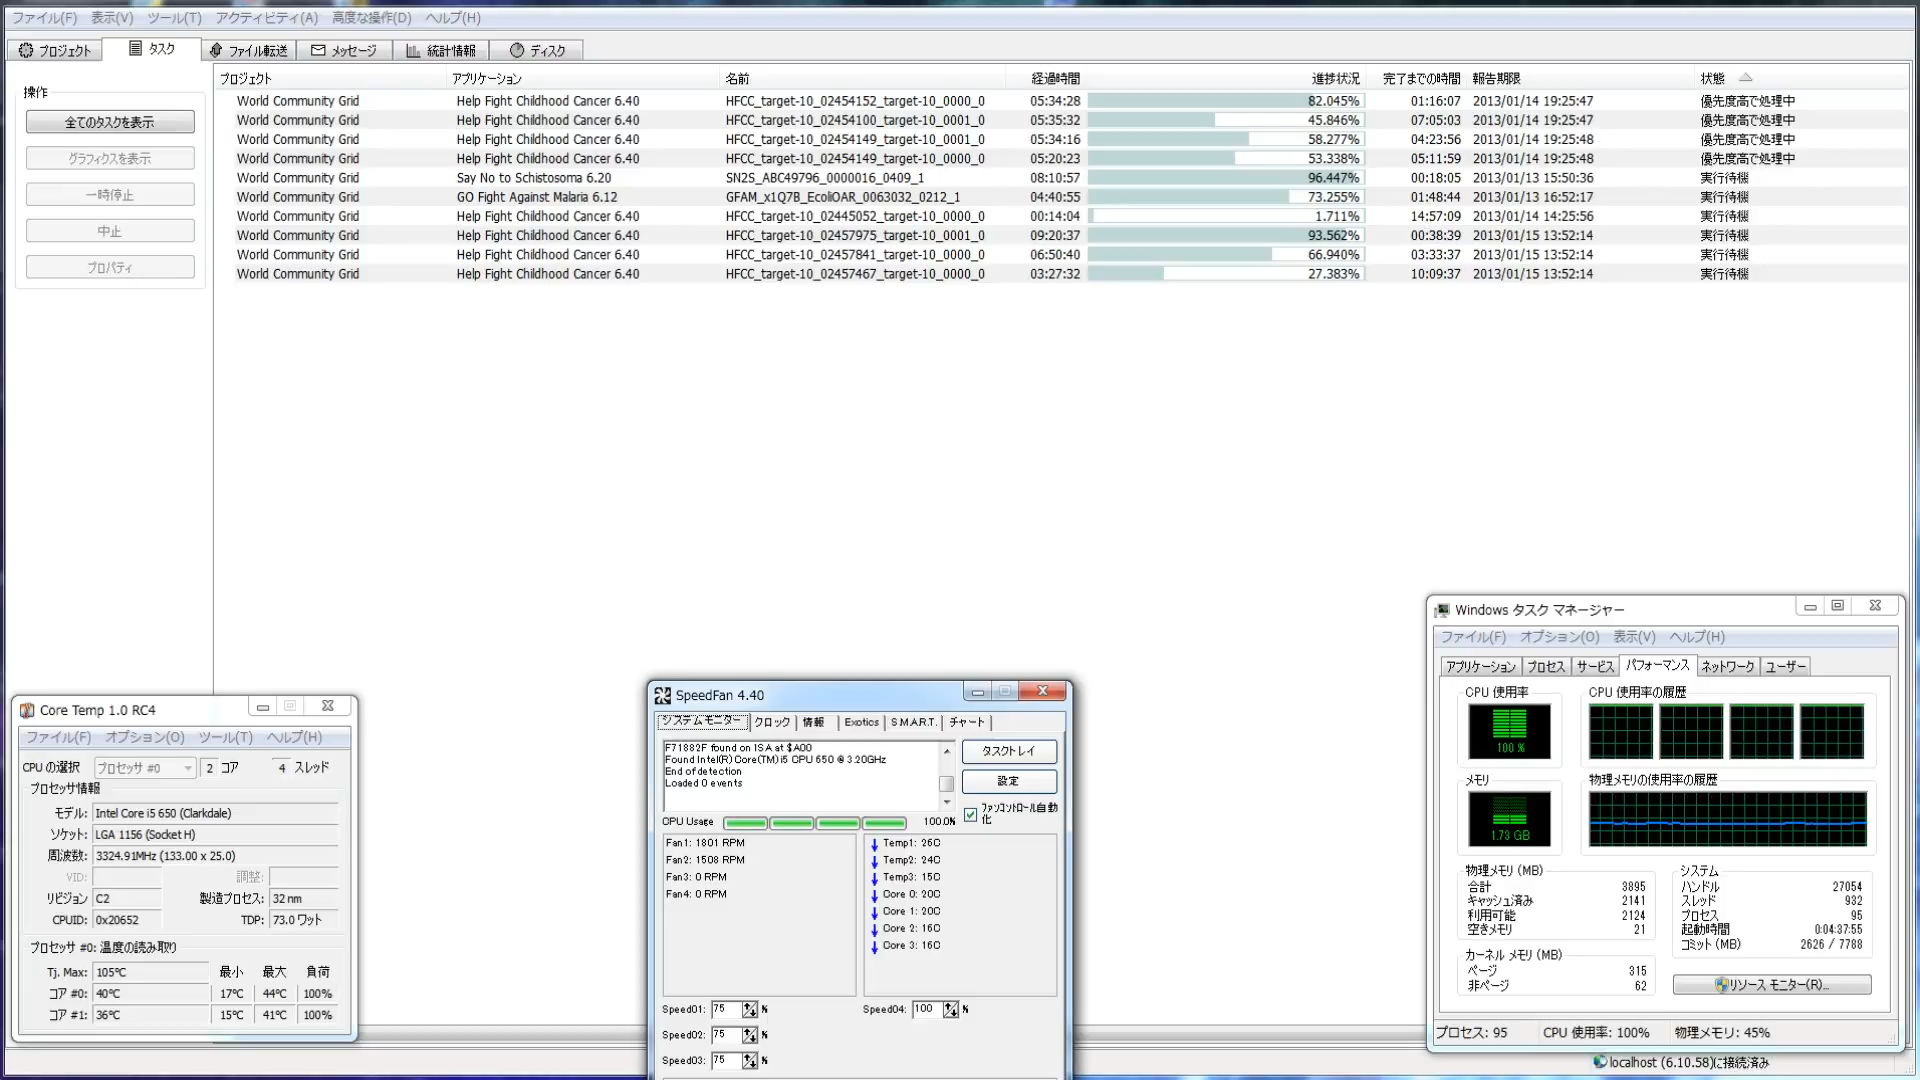 ファイル(F) 表示(V) ツール(T) アクティビティ(A) 高度な操作(D) ヘルプ(H)
プロジェクト タスク ファイル転送 メッセージ 統計情報 ディスク
操作
全てのタスクを表示
グラフィクスを表示
一時停止
中止
プロパティ
プロジェクト アプリケーション 名前 経過時間 進捗状況 完了までの時間 報告期限 状態
World Community Grid Help Fight Childhood Cancer 6.40 HFCC_target-10_02454152_target-10_0000_0 05:34:28 82.045% 01:16:07 2013/01/14 19:25:47 優先度高で処理中
World Community Grid Help Fight Childhood Cancer 6.40 HFCC_target-10_02454100_target-10_0001_0 05:35:32 45.846% 07:05:03 2013/01/14 19:25:47 優先度高で処理中
World Community Grid Help Fight Childhood Cancer 6.40 HFCC_target-10_02454149_target-10_0001_0 05:34:16 58.277% 04:23:56 2013/01/14 19:25:48 優先度高で処理中
World Community Grid Help Fight Childhood Cancer 6.40 HFCC_target-10_02454149_target-10_0000_0 05:20:23 53.338% 05:11:59 2013/01/14 19:25:48 優先度高で処理中
World Community Grid Say No to Schistosoma 6.20 SN2S_ABC49796_0000016_0409_1 08:10:57 96.447% 00:18:05 2013/01/13 15:50:36 実行待機
World Community Grid GO Fight Against Malaria 6.12 GFAM_x1Q7B_EcoliOAR_0063032_0212_1 04:40:55 73.255% 01:48:44 2013/01/13 16:52:17 実行待機
World Community Grid Help Fight Childhood Cancer 6.40 HFCC_target-10_02445052_target-10_0000_0 00:14:04 1.711% 14:57:09 2013/01/14 14:25:56 実行待機
World Community Grid Help Fight Childhood Cancer 6.40 HFCC_target-10_02457975_target-10_0001_0 09:20:37 93.562% 00:38:39 2013/01/15 13:52:14 実行待機
World Community Grid Help Fight Childhood Cancer 6.40 HFCC_target-10_02457841_target-10_0000_0 06:50:40 66.940% 03:33:37 2013/01/15 13:52:14 実行待機
World Community Grid Help Fight Childhood Cancer 6.40 HFCC_target-10_02457467_target-10_0000_0 03:27:32 27.383% 10:09:37 2013/01/15 13:52:14 実行待機
Core Temp 1.0 RC4
ファイル(F) オプション(O) ツール(T) ヘルプ(H)
CPU の選択 プロセッサ #0 2 コア 4 スレッド
プロセッサ情報
モデル: Intel Core i5 650 (Clarkdale)
ソケット: LGA 1156 (Socket H)
周波数: 3324.91MHz (133.00 x 25.0)
VID: 調整:
リビジョン C2 製造プロセス: 32 nm
CPUID: 0x20652 TDP: 73.0 ワット
プロセッサ #0: 温度の読み取り
Tj. Max: 105℃ 最小 最大 負荷
コア #0: 40℃ 17℃ 44℃ 100%
コア #1: 36℃ 15℃ 41℃ 100%
SpeedFan 4.40
システムモニター クロック 情報 Exotics S.M.A.R.T. チャート
F71882F found on ISA at $A00
Found Intel(R) Core(TM) i5 CPU 650 @ 3.20GHz
End of detection
Loaded 0 events
タスクトレイ
設定
ファンコントロール自動化
CPU Usage 100.0%
Fan1: 1801 RPM
Fan2: 1508 RPM
Fan3: 0 RPM
Fan4: 0 RPM
Temp1: 26C
Temp2: 24C
Temp3: 15C
Core 0: 20C
Core 1: 20C
Core 2: 16C
Core 3: 16C
Speed01: 75 % Speed04: 100 %
Speed02: 75 %
Speed03: 75 %
Windows タスク マネージャー
ファイル(F) オプション(O) 表示(V) ヘルプ(H)
アプリケーション プロセス サービス パフォーマンス ネットワーク ユーザー
CPU 使用率 CPU 使用率の履歴
100 %
メモリ 物理メモリの使用率の履歴
1.73 GB
物理メモリ (MB)
合計 3895
キャッシュ済み 2141
利用可能 2124
空きメモリ 21
カーネル メモリ (MB)
ページ 315
非ページ 62
システム
ハンドル 27054
スレッド 932
プロセス 95
起動時間 0:04:37:55
コミット (MB) 2626 / 7788
リソース モニター(R)...
プロセス: 95 CPU 使用率: 100% 物理メモリ: 45%
localhost (6.10.58)に接続済み